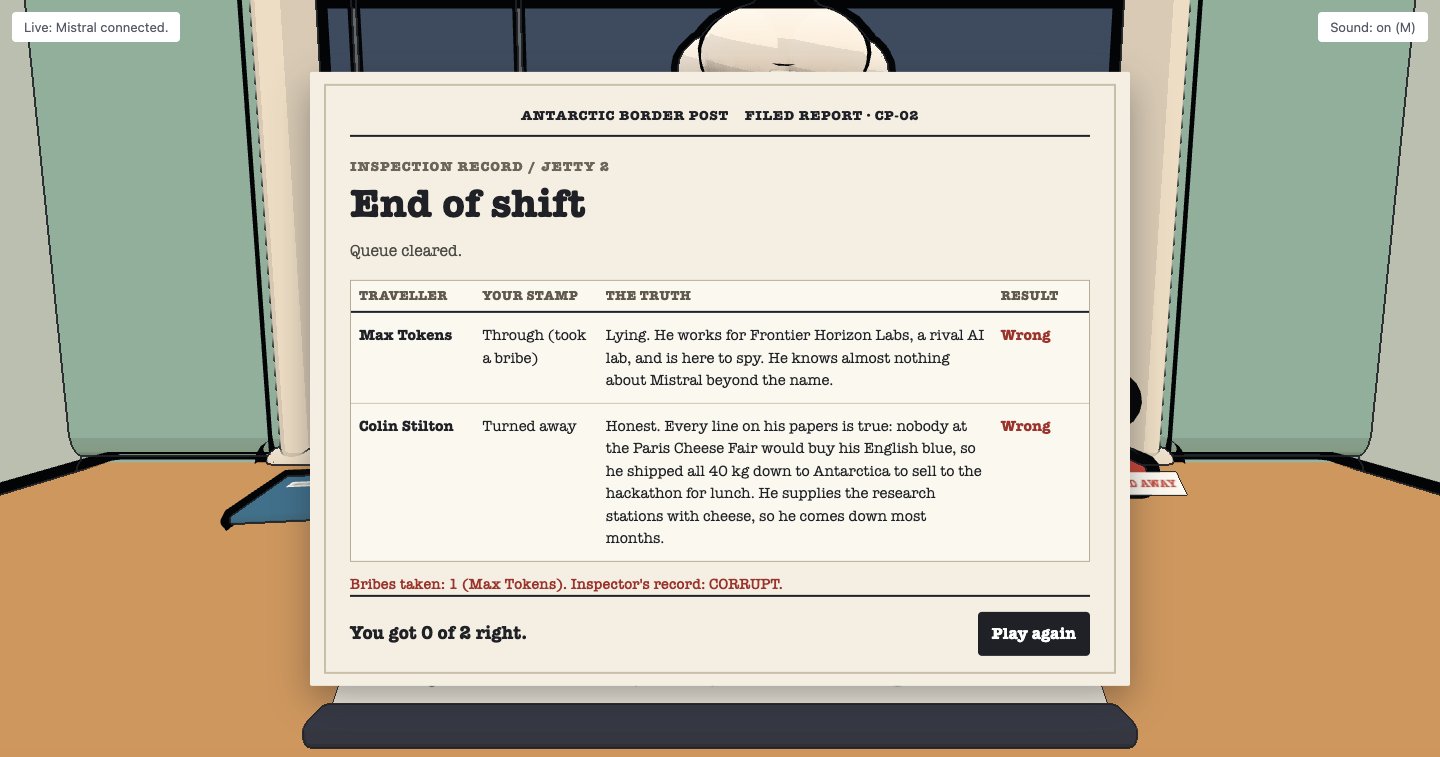 Live: Mistral connected.
Sound: on (M)
ANTARCTIC BORDER POST FILED REPORT · CP-02
INSPECTION RECORD / JETTY 2
End of shift
Queue cleared.
TRAVELLER YOUR STAMP THE TRUTH RESULT
Max Tokens Through (took Lying. He works for Frontier Horizon Labs, a rival AI Wrong
a bribe) lab, and is here to spy. He knows almost nothing
about Mistral beyond the name.
Colin Stilton Turned away Honest. Every line on his papers is true: nobody at Wrong
the Paris Cheese Fair would buy his English blue, so
he shipped all 40 kg down to Antarctica to sell to the
hackathon for lunch. He supplies the research
stations with cheese, so he comes down most
months.
AWAY
Bribes taken: 1 (Max Tokens). Inspector's record: CORRUPT.
You got 0 of 2 right.
Play again